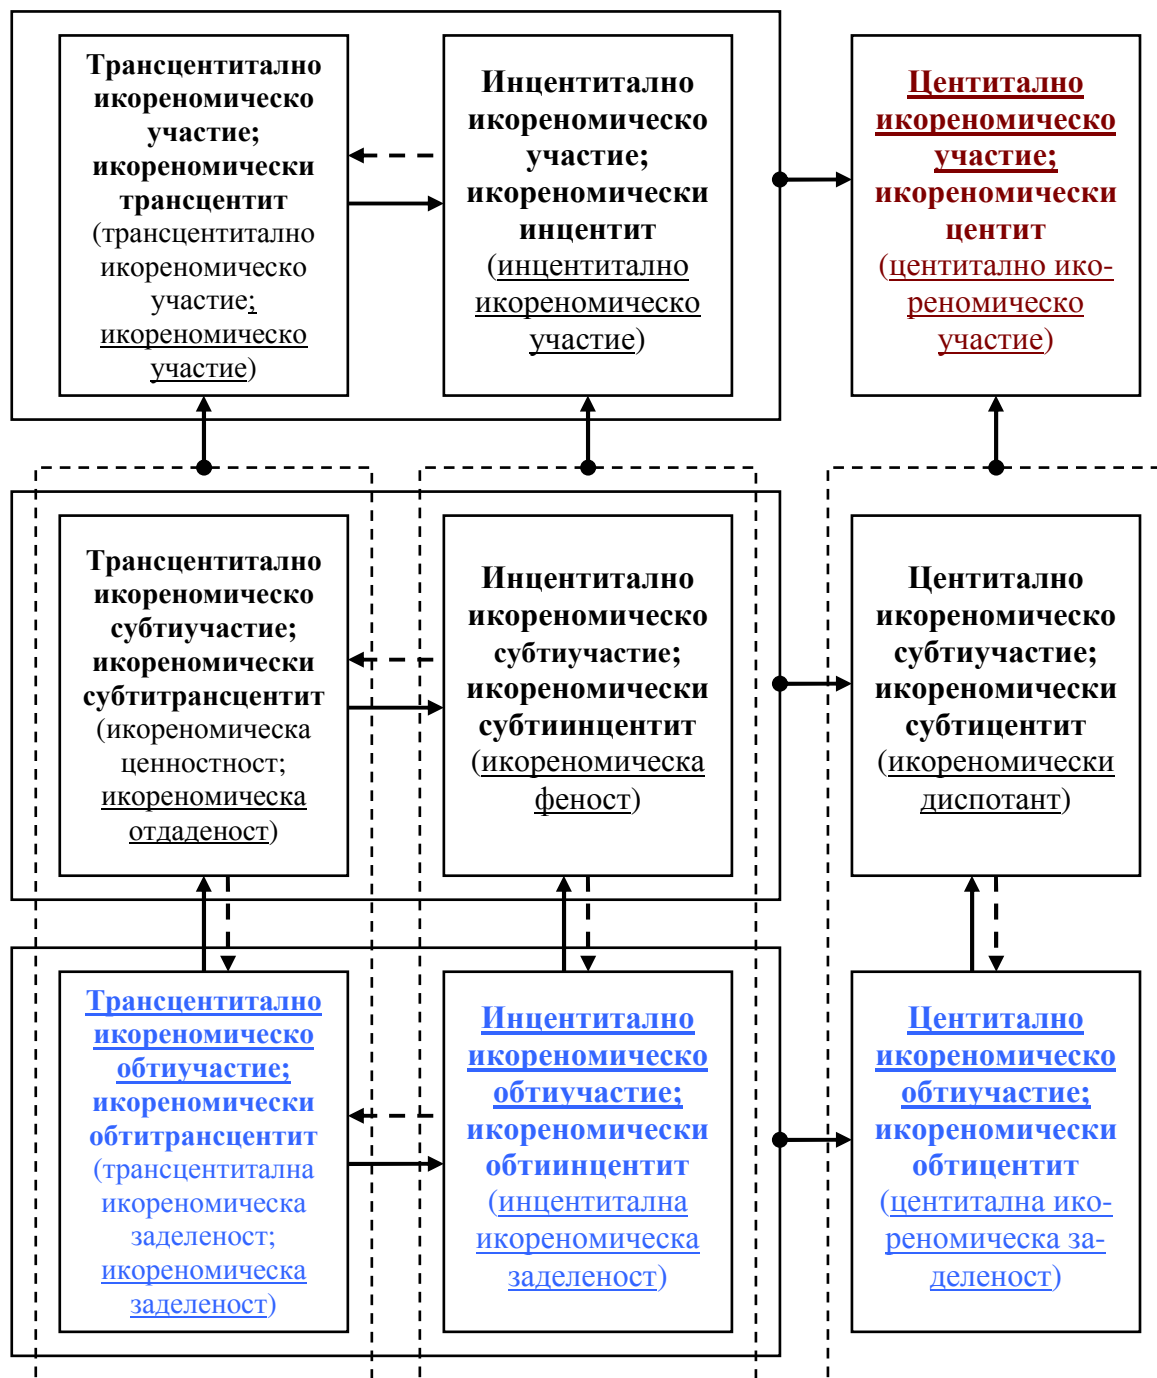 Трансцентитално
икореномическо
участие;
икореномически
трансцентит
(трансцентитално
икореномическо
участие;
икореномическо
участие)
Инцентитално
икореномическо
участие;
икореномически
инцентит
(инцентитално
икореномическо
участие)
Центитално
икореномическо
участие;
икореномически
центит
(центитално ико-
реномическо
участие)
Трансцентитално
икореномическо
субтиучастие;
икореномически
субтитрансцентит
(икореномическа
ценностност;
икореномическа
отдаденост)
Инцентитално
икореномическо
субтиучастие;
икореномически
субтиинцентит
(икореномическа
феност)
Центитално
икореномическо
субтиучастие;
икореномически
субтицентит
(икореномически
диспотант)
Трансцентитално
икореномическо
обтиучастие;
икореномически
обтитрансцентит
(трансцентитална
икореномическа
заделеност;
икореномическа
заделеност)
Инцентитално
икореномическо
обтиучастие;
икореномически
обтиинцентит
(инцентитална
икореномическа
заделеност)
Центитално
икореномическо
обтиучастие;
икореномически
обтицентит
(центитална ико-
реномическа за-
деленост)